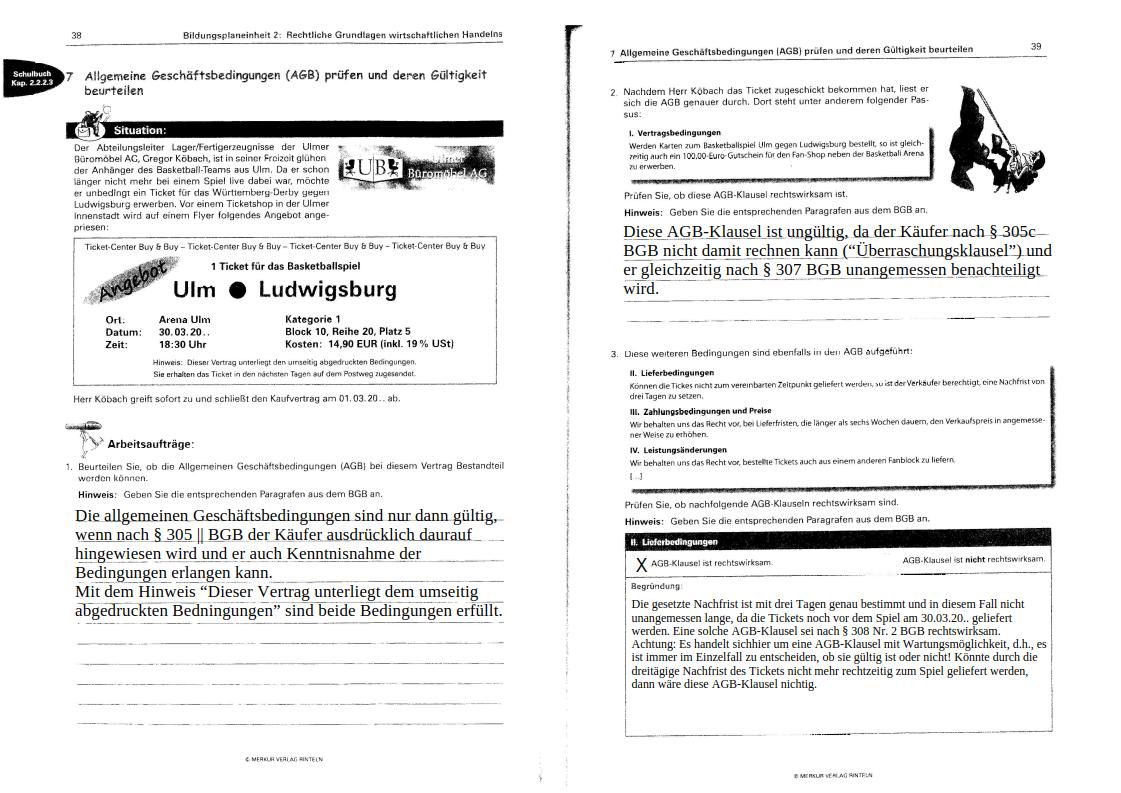 38
Bildungsplaneinheit 2: Rechtliche Grundlagen wirtschaftlichen Handelns
Schulbuch
Kap. 2.2.2.3
7 Allgemeine Geschäftsbedingungen (AGB) prüfen und deren Gültigkeit
beurteilen
Situation:
Der Abteilungsleiter Lager/Fertigerzeugnisse der Ulmer
Büromöbel AG, Gregor Köbach, ist in seiner Freizeit glühen
der Anhänger des Basketball-Teams aus Ulm. Da er schon
länger nicht mehr bei einem Spiel live dabei war, möchte
er unbedingt ein Ticket für das Württemberg-Derby gegen
Ludwigsburg erwerben. Vor einem Ticketshop in der Ulmer
Innenstadt wird auf einem Flyer folgendes Angebot ange-
priesen:
UB
Ulmer
Büromöbel AG
Ticket-Center Buy & Buy – Ticket-Center Buy & Buy – Ticket-Center Buy & Buy – Ticket-Center Buy & Buy
Angebot
1 Ticket für das Basketballspiel
Ulm ● Ludwigsburg
Ort: Arena Ulm Kategorie 1
Datum: 30.03.20.. Block 10, Reihe 20, Platz 5
Zeit: 18:30 Uhr Kosten: 14,90 EUR (inkl. 19% USt)
Hinweis: Dieser Vertrag unterliegt den umseitig abgedruckten Bedingungen.
Sie erhalten das Ticket in den nächsten Tagen auf dem Postweg zugesendet.
Herr Köbach greift sofort zu und schließt den Kaufvertrag am 01.03.20.. ab.
Arbeitsaufträge:
1. Beurteilen Sie, ob die Allgemeinen Geschäftsbedingungen (AGB) bei diesem Vertrag Bestandteil
werden können.
Hinweis: Geben Sie die entsprechenden Paragrafen aus dem BGB an.
Die allgemeinen Geschäftsbedingungen sind nur dann gültig,
wenn nach § 305 || BGB der Käufer ausdrücklich daurauf
hingewiesen wird und er auch Kenntnisnahme der
Bedingungen erlangen kann.
Mit dem Hinweis “Dieser Vertrag unterliegt dem umseitig
abgedruckten Bedningungen” sind beide Bedingungen erfüllt.
© MERKUR VERLAG RINTELN
7 Allgemeine Geschäftsbedingungen (AGB) prüfen und deren Gültigkeit beurteilen
39
2. Nachdem Herr Köbach das Ticket zugeschickt bekommen hat, liest er
sich die AGB genauer durch. Dort steht unter anderem folgender Pas-
sus:
I. Vertragsbedingungen
Werden Karten zum Basketballspiel Ulm gegen Ludwigsburg bestellt, so ist gleich-
zeitig auch ein 100,00-Euro-Gutschein für den Fan-Shop neben der Basketball Arena
zu erwerben.
Prüfen Sie, ob diese AGB-Klausel rechtswirksam ist.
Hinweis: Geben Sie die entsprechenden Paragrafen aus dem BGB an.
Diese AGB-Klausel ist ungültig, da der Käufer nach § 305c
BGB nicht damit rechnen kann (“Überraschungsklausel”) und
er gleichzeitig nach § 307 BGB unangemessen benachteiligt
wird.
3. Diese weiteren Bedingungen sind ebenfalls in den AGB aufgeführt:
II. Lieferbedingungen
Können die Tickes nicht zum vereinbarten Zeitpunkt geliefert werden, so ist der Verkäufer berechtigt, eine Nachfrist von
drei Tagen zu setzen.
III. Zahlungsbedingungen und Preise
Wir behalten uns das Recht vor, bei Lieferfristen, die länger als sechs Wochen dauern, den Verkaufspreis in angemesse-
ner Weise zu erhöhen.
IV. Leistungsänderungen
Wir behalten uns das Recht vor, bestellte Tickets auch aus einem anderen Fanblock zu liefern.
[...]
Prüfen Sie, ob nachfolgende AGB-Klauseln rechtswirksam sind.
Hinweis: Geben Sie die entsprechenden Paragrafen aus dem BGB an.
II. Lieferbedingungen
X AGB-Klausel ist rechtswirksam. AGB-Klausel ist nicht rechtswirksam.
Begründung:
Die gesetzte Nachfrist ist mit drei Tagen genau bestimmt und in diesem Fall nicht
unangemessen lange, da die Tickets noch vor dem Spiel am 30.03.20.. geliefert
werden. Eine solche AGB-Klausel sei nach § 308 Nr. 2 BGB rechtswirksam.
Achtung: Es handelt sichhier um eine AGB-Klausel mit Wartungsmöglichkeit, d.h., es
ist immer im Einzelfall zu entscheiden, ob sie gültig ist oder nicht! Könnte durch die
dreitägige Nachfrist des Tickets nicht mehr rechtzeitig zum Spiel geliefert werden,
dann wäre diese AGB-Klausel nichtig.
© MERKUR VERLAG RINTELN